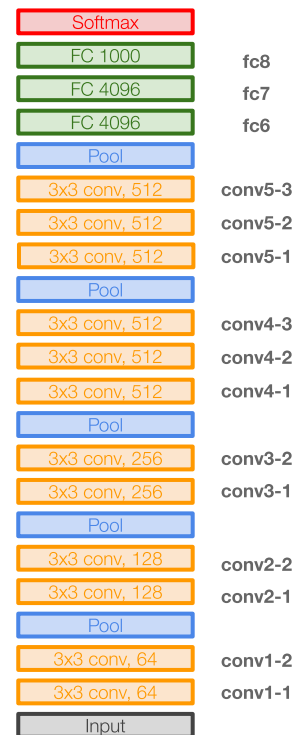 Softmax
FC 1000 fc8
FC 4096 fc7
FC 4096 fc6
Pool
3x3 conv, 512 conv5-3
3x3 conv, 512 conv5-2
3x3 conv, 512 conv5-1
Pool
3x3 conv, 512 conv4-3
3x3 conv, 512 conv4-2
3x3 conv, 512 conv4-1
Pool
3x3 conv, 256 conv3-2
3x3 conv, 256 conv3-1
Pool
3x3 conv, 128 conv2-2
3x3 conv, 128 conv2-1
Pool
3x3 conv, 64 conv1-2
3x3 conv, 64 conv1-1
Input